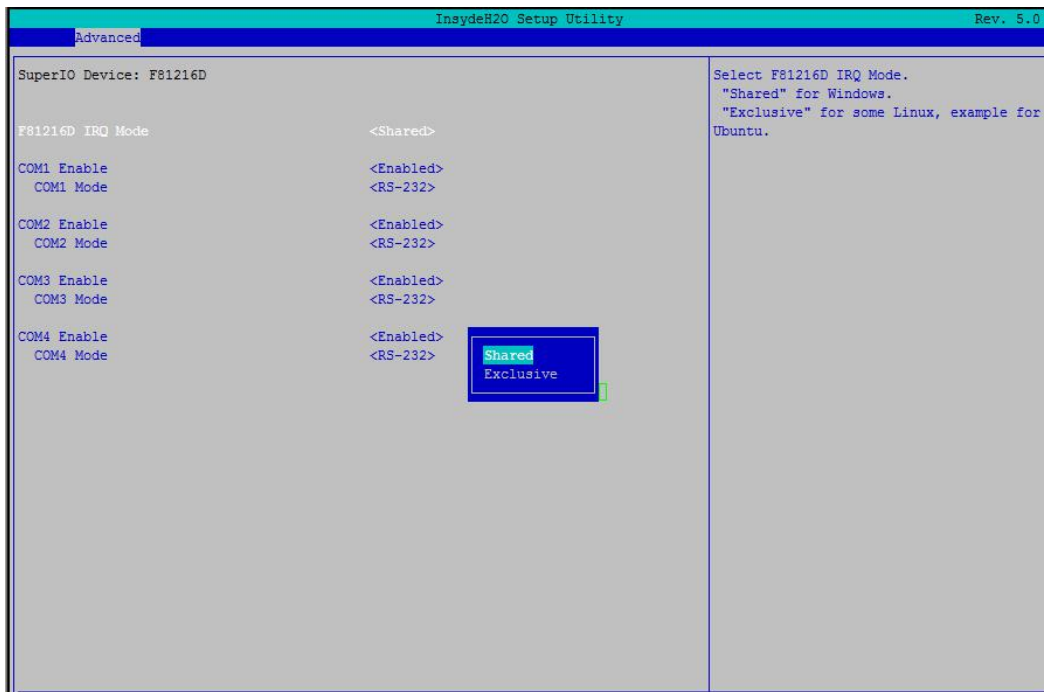 InsydeH2O Setup Utility Rev. 5.0
Advanced
SuperIO Device: F81216D
F81216D IRQ Mode <Shared>
COM1 Enable <Enabled>
COM1 Mode <RS-232>
COM2 Enable <Enabled>
COM2 Mode <RS-232>
COM3 Enable <Enabled>
COM3 Mode <RS-232>
COM4 Enable <Enabled>
COM4 Mode <RS-232>
Shared
Exclusive
Select F81216D IRQ Mode.
"Shared" for Windows.
"Exclusive" for some Linux, example for
Ubuntu.